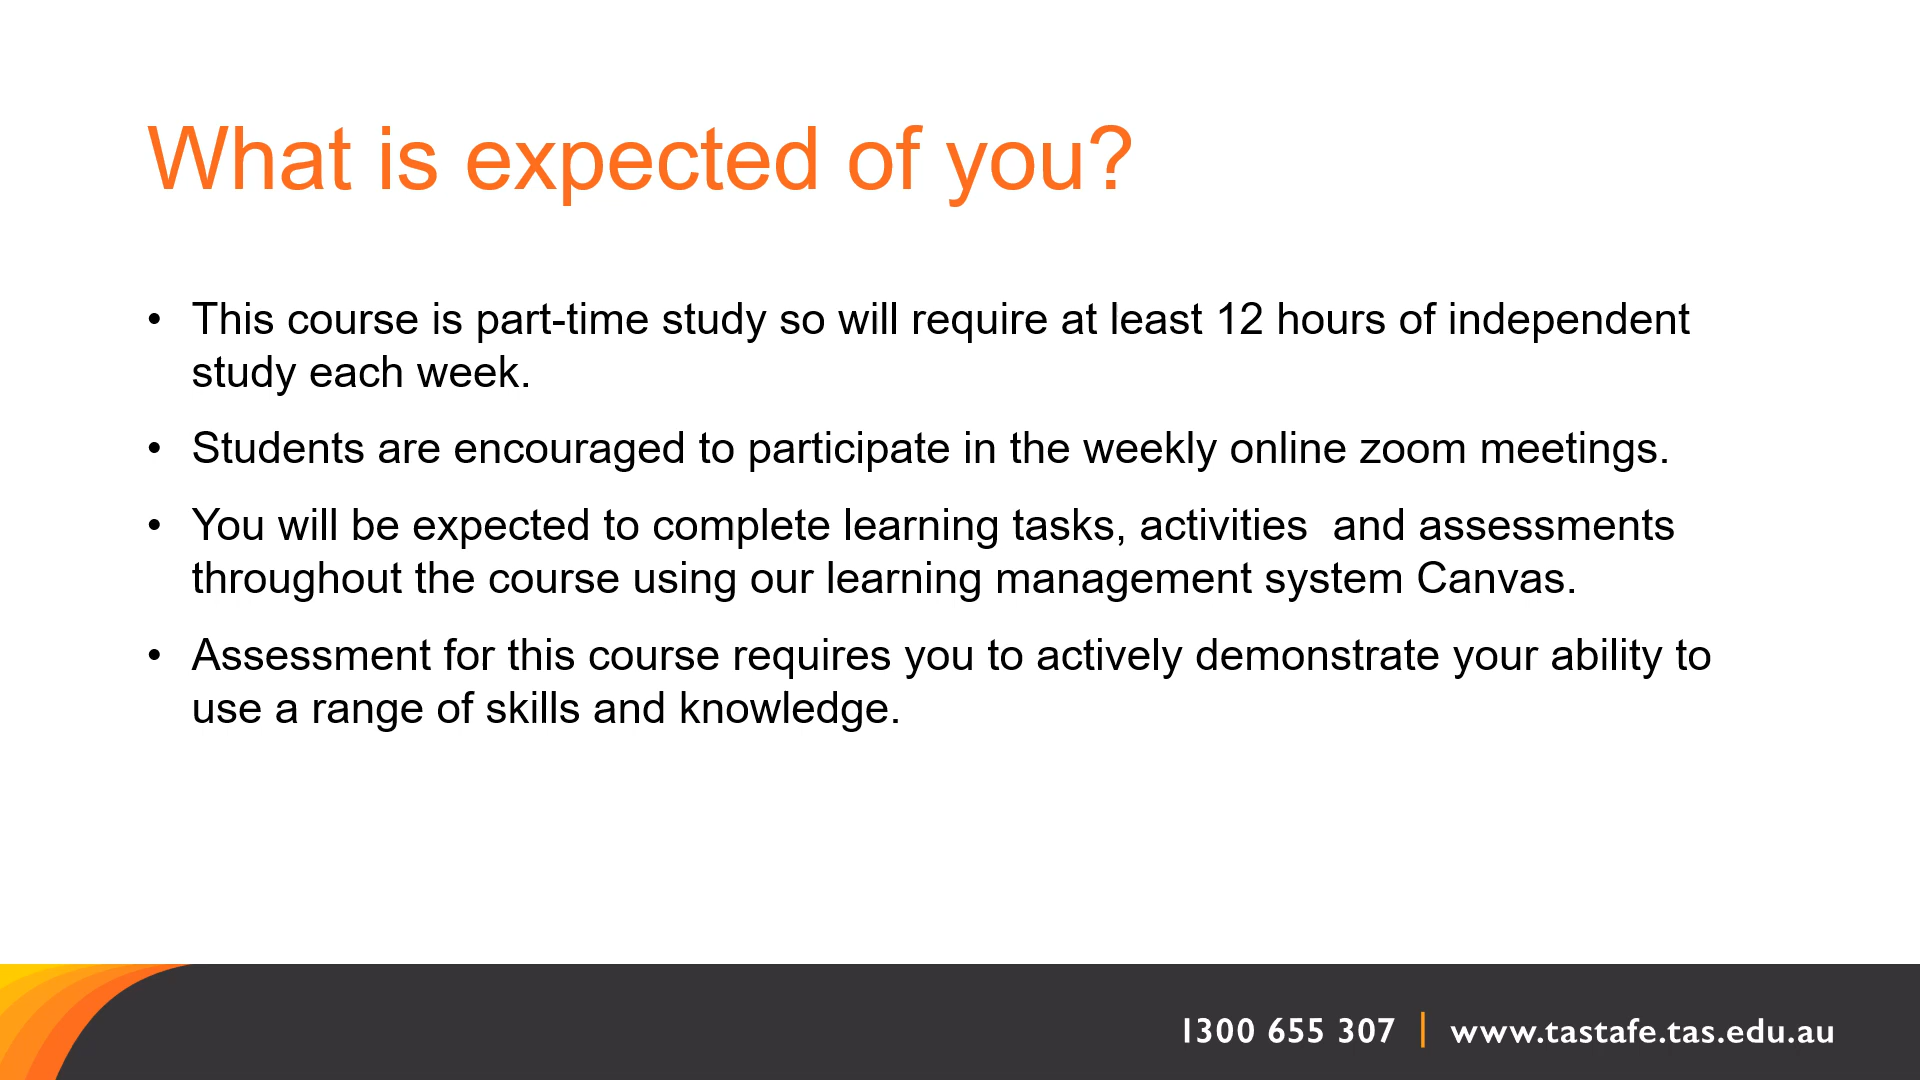 What is expected of you?
• This course is part-time study so will require at least 12 hours of independent
study each week.
• Students are encouraged to participate in the weekly online zoom meetings.
• You will be expected to complete learning tasks, activities  and assessments
throughout the course using our learning management system Canvas.
• Assessment for this course requires you to actively demonstrate your ability to
use a range of skills and knowledge.
1300 655 307 | www.tastafe.tas.edu.au